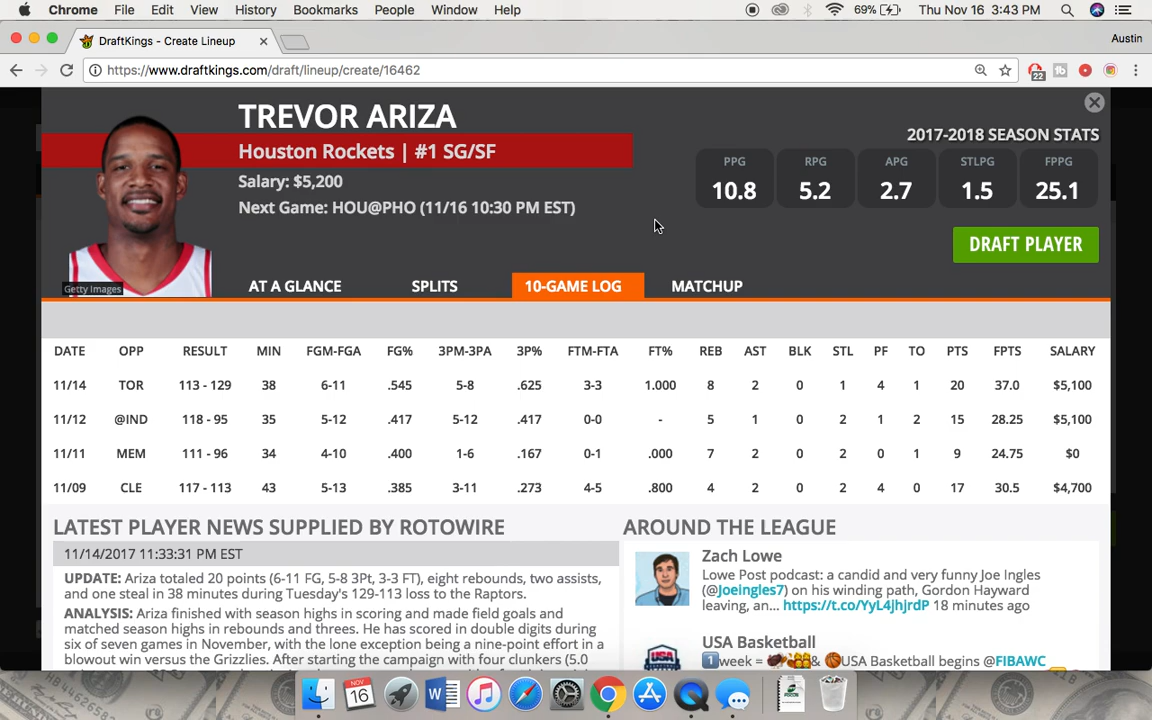 Chrome File Edit View History Bookmarks People Window Help 69% Thu Nov 16 3:43 PM
DraftKings - Create Lineup Austin
https://www.draftkings.com/draft/lineup/create/16462 22
TREVOR ARIZA
Houston Rockets | #1 SG/SF
Salary: $5,200
Next Game: HOU@PHO (11/16 10:30 PM EST)
Getty Images
2017-2018 SEASON STATS
PPG RPG APG STLPG FPPG
10.8 5.2 2.7 1.5 25.1
DRAFT PLAYER
AT A GLANCE SPLITS 10-GAME LOG MATCHUP
DATE OPP RESULT MIN FGM-FGA FG% 3PM-3PA 3P% FTM-FTA FT% REB AST BLK STL PF TO PTS FPTS SALARY
11/14 TOR 113 - 129 38 6-11 .545 5-8 .625 3-3 1.000 8 2 0 1 4 1 20 37.0 $5,100
11/12 @IND 118 - 95 35 5-12 .417 5-12 .417 0-0 - 5 1 0 2 1 2 15 28.25 $5,100
11/11 MEM 111 - 96 34 4-10 .400 1-6 .167 0-1 .000 7 2 0 2 0 1 9 24.75 $0
11/09 CLE 117 - 113 43 5-13 .385 3-11 .273 4-5 .800 4 2 0 2 4 0 17 30.5 $4,700
LATEST PLAYER NEWS SUPPLIED BY ROTOWIRE
11/14/2017 11:33:31 PM EST
UPDATE: Ariza totaled 20 points (6-11 FG, 5-8 3Pt, 3-3 FT), eight rebounds, two assists,
and one steal in 38 minutes during Tuesday's 129-113 loss to the Raptors.
ANALYSIS: Ariza finished with season highs in scoring and made field goals and
matched season highs in rebounds and threes. He has scored in double digits during
six of seven games in November, with the lone exception being a nine-point effort in a
blowout win versus the Grizzlies. After starting the campaign with four clunkers (5.0
AROUND THE LEAGUE
Zach Lowe
Lowe Post podcast: a candid and very funny Joe Ingles
(@Joeingles7) on his winding path, Gordon Hayward
leaving, an... https://t.co/YyL4jhjrdP 18 minutes ago
USA Basketball
1 week = & USA Basketball begins @FIBAWC
NOV
16